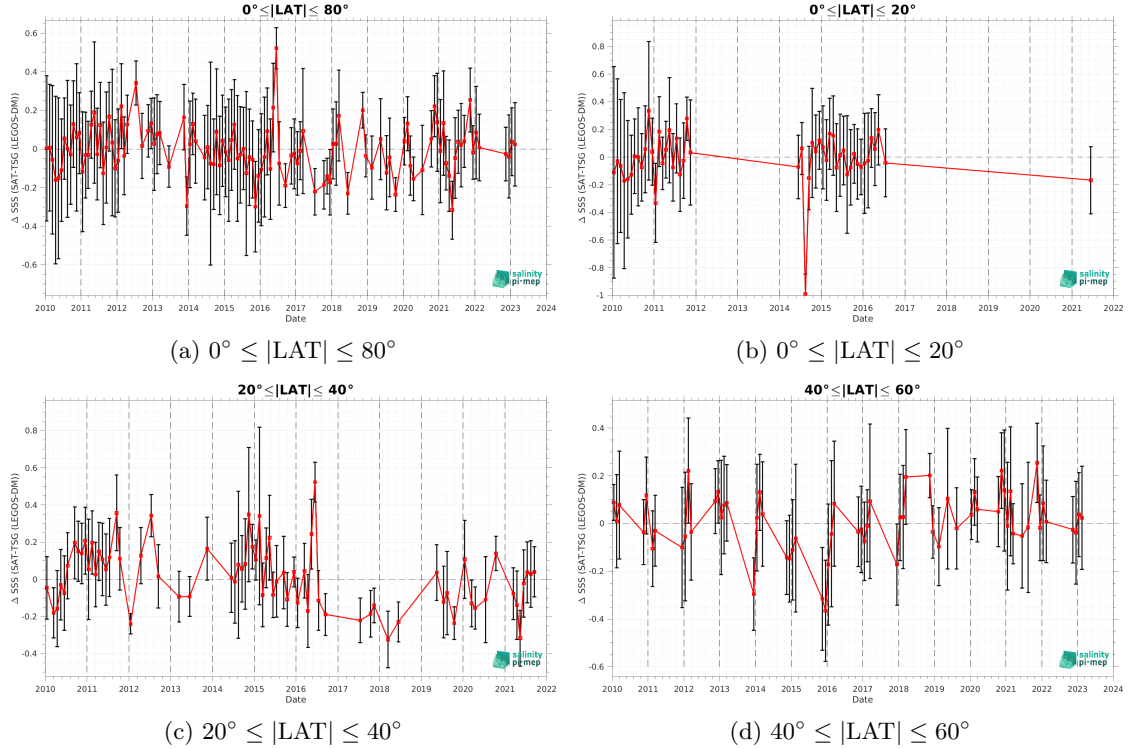 0°≤|LAT|≤ 80°
Δ SSS (SAT-TSG (LEGOS-DM))
0.6
0.4
0.2
0
-0.2
-0.4
-0.6
2010 2011 2012 2013 2014 2015 2016 2017 2018 2019 2020 2021 2022 2023 2024
Date
salinity
pi-mep
(a) 0° ≤ |LAT| ≤ 80°
0°≤|LAT|≤ 20°
Δ SSS (SAT-TSG (LEGOS-DM))
0.8
0.6
0.4
0.2
0
-0.2
-0.4
-0.6
-0.8
-1
2010 2011 2012 2013 2014 2015 2016 2017 2018 2019 2020 2021 2022
Date
salinity
pi-mep
(b) 0° ≤ |LAT| ≤ 20°
20°≤|LAT|≤ 40°
Δ SSS (SAT-TSG (LEGOS-DM))
0.8
0.6
0.4
0.2
0
-0.2
-0.4
2010 2011 2012 2013 2014 2015 2016 2017 2018 2019 2020 2021 2022
Date
salinity
pi-mep
(c) 20° ≤ |LAT| ≤ 40°
40°≤|LAT|≤ 60°
Δ SSS (SAT-TSG (LEGOS-DM))
0.4
0.2
0
-0.2
-0.4
-0.6
2010 2011 2012 2013 2014 2015 2016 2017 2018 2019 2020 2021 2022 2023 2024
Date
salinity
pi-mep
(d) 40° ≤ |LAT| ≤ 60°